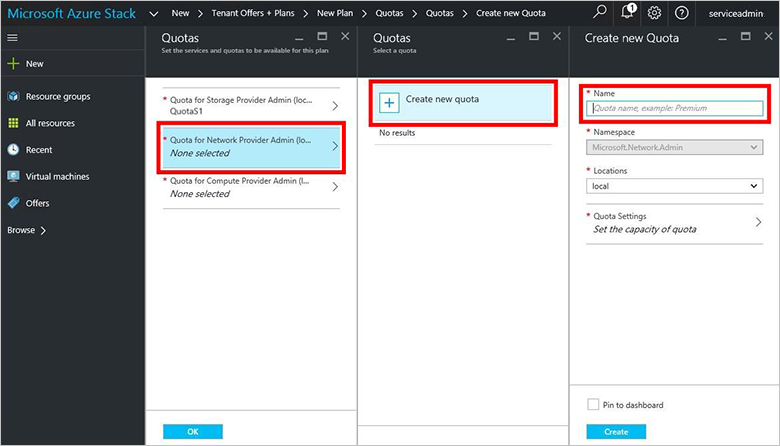 Microsoft Azure Stack New > Tenant Offers + Plans > New Plan > Quotas > Quotas > Create new Quota 1 serviceadmin
New
Resource groups
All resources
Recent
Virtual machines
Offers
Browse >
Quotas
Set the services and quotas to be available for this plan
* Quota for Storage Provider Admin (loc...
QuotaS1
* Quota for Network Provider Admin (lo...
None selected
* Quota for Compute Provider Admin (l...
None selected
OK
Quotas
Select a quota
Create new quota
No results
Create new Quota
* Name
Quota name, example: Premium
* Namespace
Microsoft.Network.Admin
* Locations
local
* Quota Settings
Set the capacity of quota
Pin to dashboard
Create